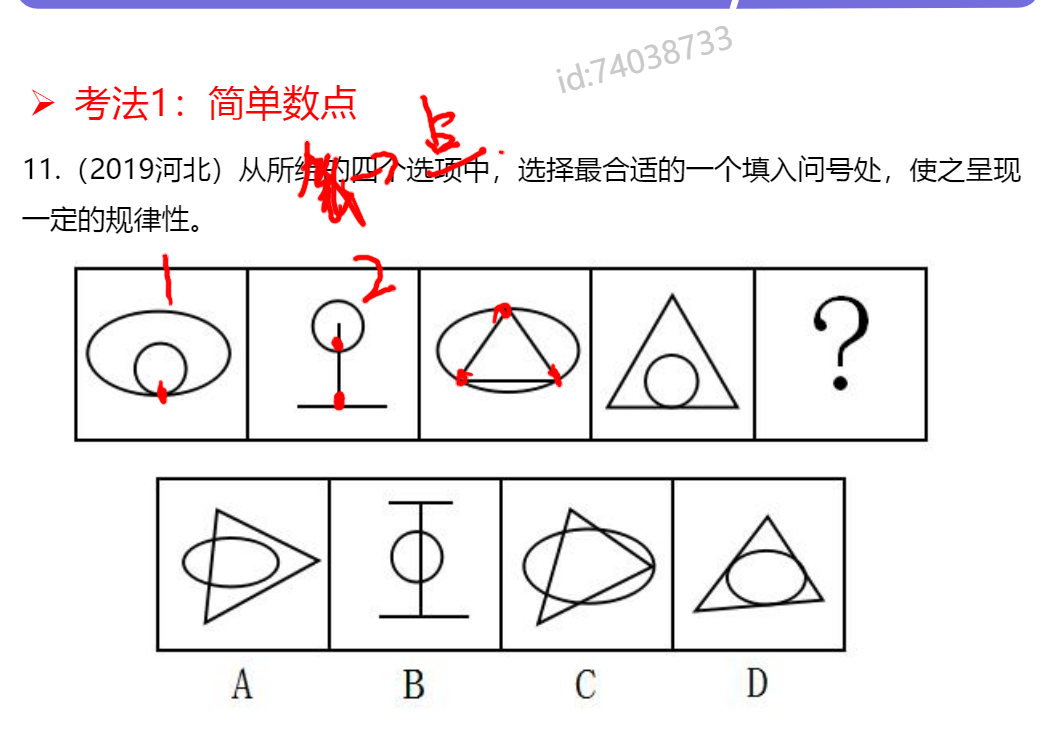 id:74038733
➢ 考法1：简单数点
数 点
11.（2019河北）从所给的四个选项中，选择最合适的一个填入问号处，使之呈现
一定的规律性。
1 2
?
A B C D